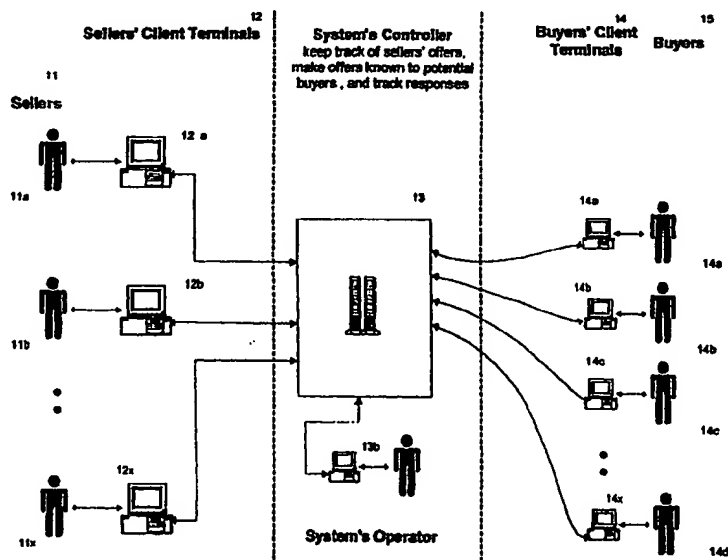 12
Sellers' Client Terminals
System's Controller
keep track of sellers' offers,
make offers known to potential
buyers , and track responses
14
Buyers' Client
Terminals
15
Buyers
11
Sellers
12 a
11a
13
14a
14a
12b
11b
14b
14b
14c
14c
12x
11x
13b
System's Operator
14x